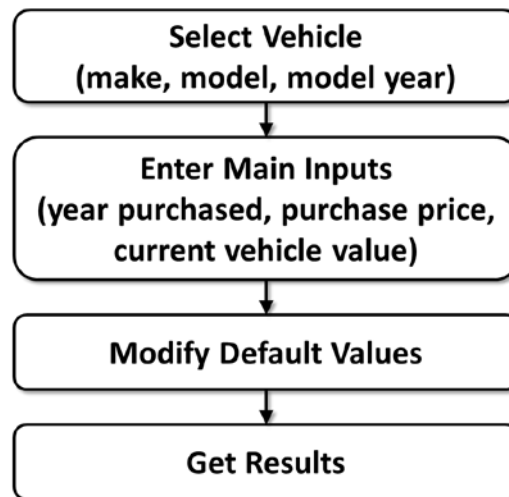 Select Vehicle
(make, model, model year)
Enter Main Inputs
(year purchased, purchase price,
current vehicle value)
Modify Default Values
Get Results